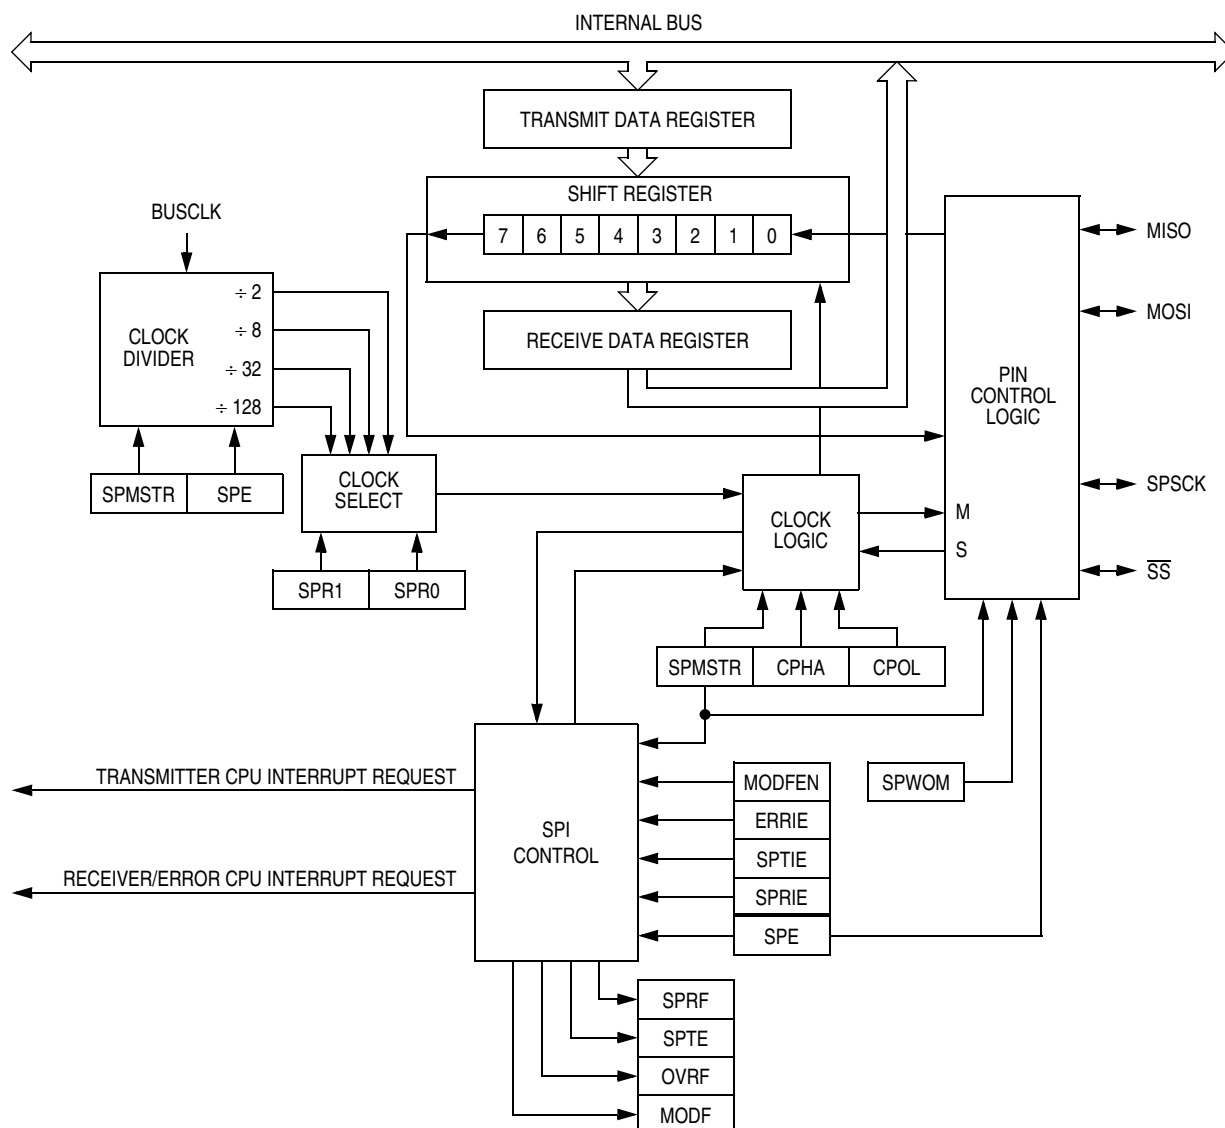 INTERNAL BUS
TRANSMIT DATA REGISTER
SHIFT REGISTER
7 6 5 4 3 2 1 0
BUSCLK
MISO
÷ 2
MOSI
÷ 8
CLOCK
DIVIDER
RECEIVE DATA REGISTER
÷ 32
÷ 128
PIN
CONTROL
LOGIC
SPMSTR SPE
CLOCK
SELECT
SPSCK
CLOCK
LOGIC
M
S
SS
SPR1 SPR0
SPMSTR CPHA CPOL
TRANSMITTER CPU INTERRUPT REQUEST
MODFEN
SPWOM
ERRIE
SPI
CONTROL
SPTIE
RECEIVER/ERROR CPU INTERRUPT REQUEST
SPRIE
SPE
SPRF
SPTE
OVRF
MODF